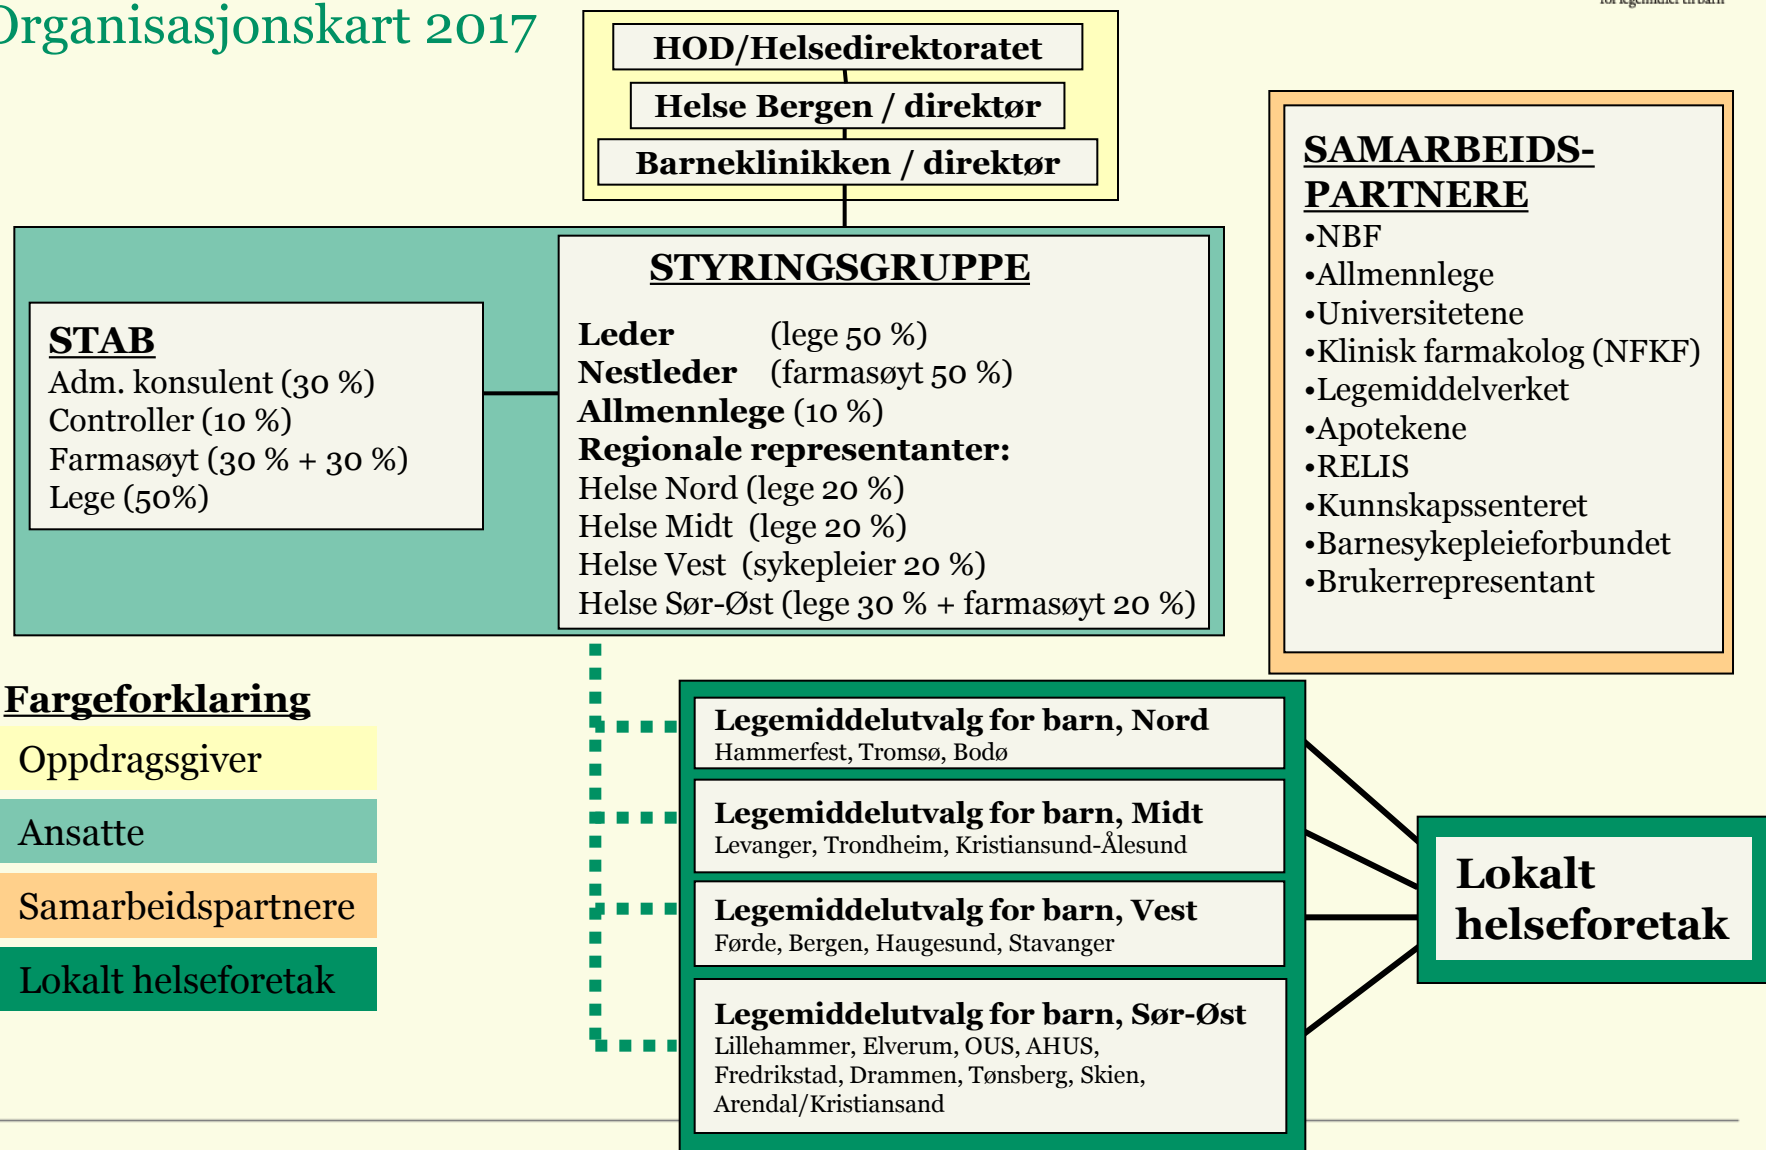 Organisasjonskart 2017
for legemidler til barn
HOD/Helsedirektoratet
Helse Bergen / direktør
Barneklinikken / direktør
STAB
Adm. konsulent (30 %)
Controller (10 %)
Farmasøyt (30 % + 30 %)
Lege (50%)
STYRINGSGRUPPE
Leder (lege 50 %)
Nestleder (farmasøyt 50 %)
Allmennlege (10 %)
Regionale representanter:
Helse Nord (lege 20 %)
Helse Midt (lege 20 %)
Helse Vest (sykepleier 20 %)
Helse Sør-Øst (lege 30 % + farmasøyt 20 %)
SAMARBEIDS-
PARTNERE
•NBF
•Allmennlege
•Universitetene
•Klinisk farmakolog (NFKF)
•Legemiddelverket
•Apotekene
•RELIS
•Kunnskapssenteret
•Barnesykepleieforbundet
•Brukerrepresentant
Fargeforklaring
Oppdragsgiver
Ansatte
Samarbeidspartnere
Lokalt helseforetak
Legemiddelutvalg for barn, Nord
Hammerfest, Tromsø, Bodø
Legemiddelutvalg for barn, Midt
Levanger, Trondheim, Kristiansund-Ålesund
Legemiddelutvalg for barn, Vest
Førde, Bergen, Haugesund, Stavanger
Legemiddelutvalg for barn, Sør-Øst
Lillehammer, Elverum, OUS, AHUS,
Fredrikstad, Drammen, Tønsberg, Skien,
Arendal/Kristiansand
Lokalt
helseforetak